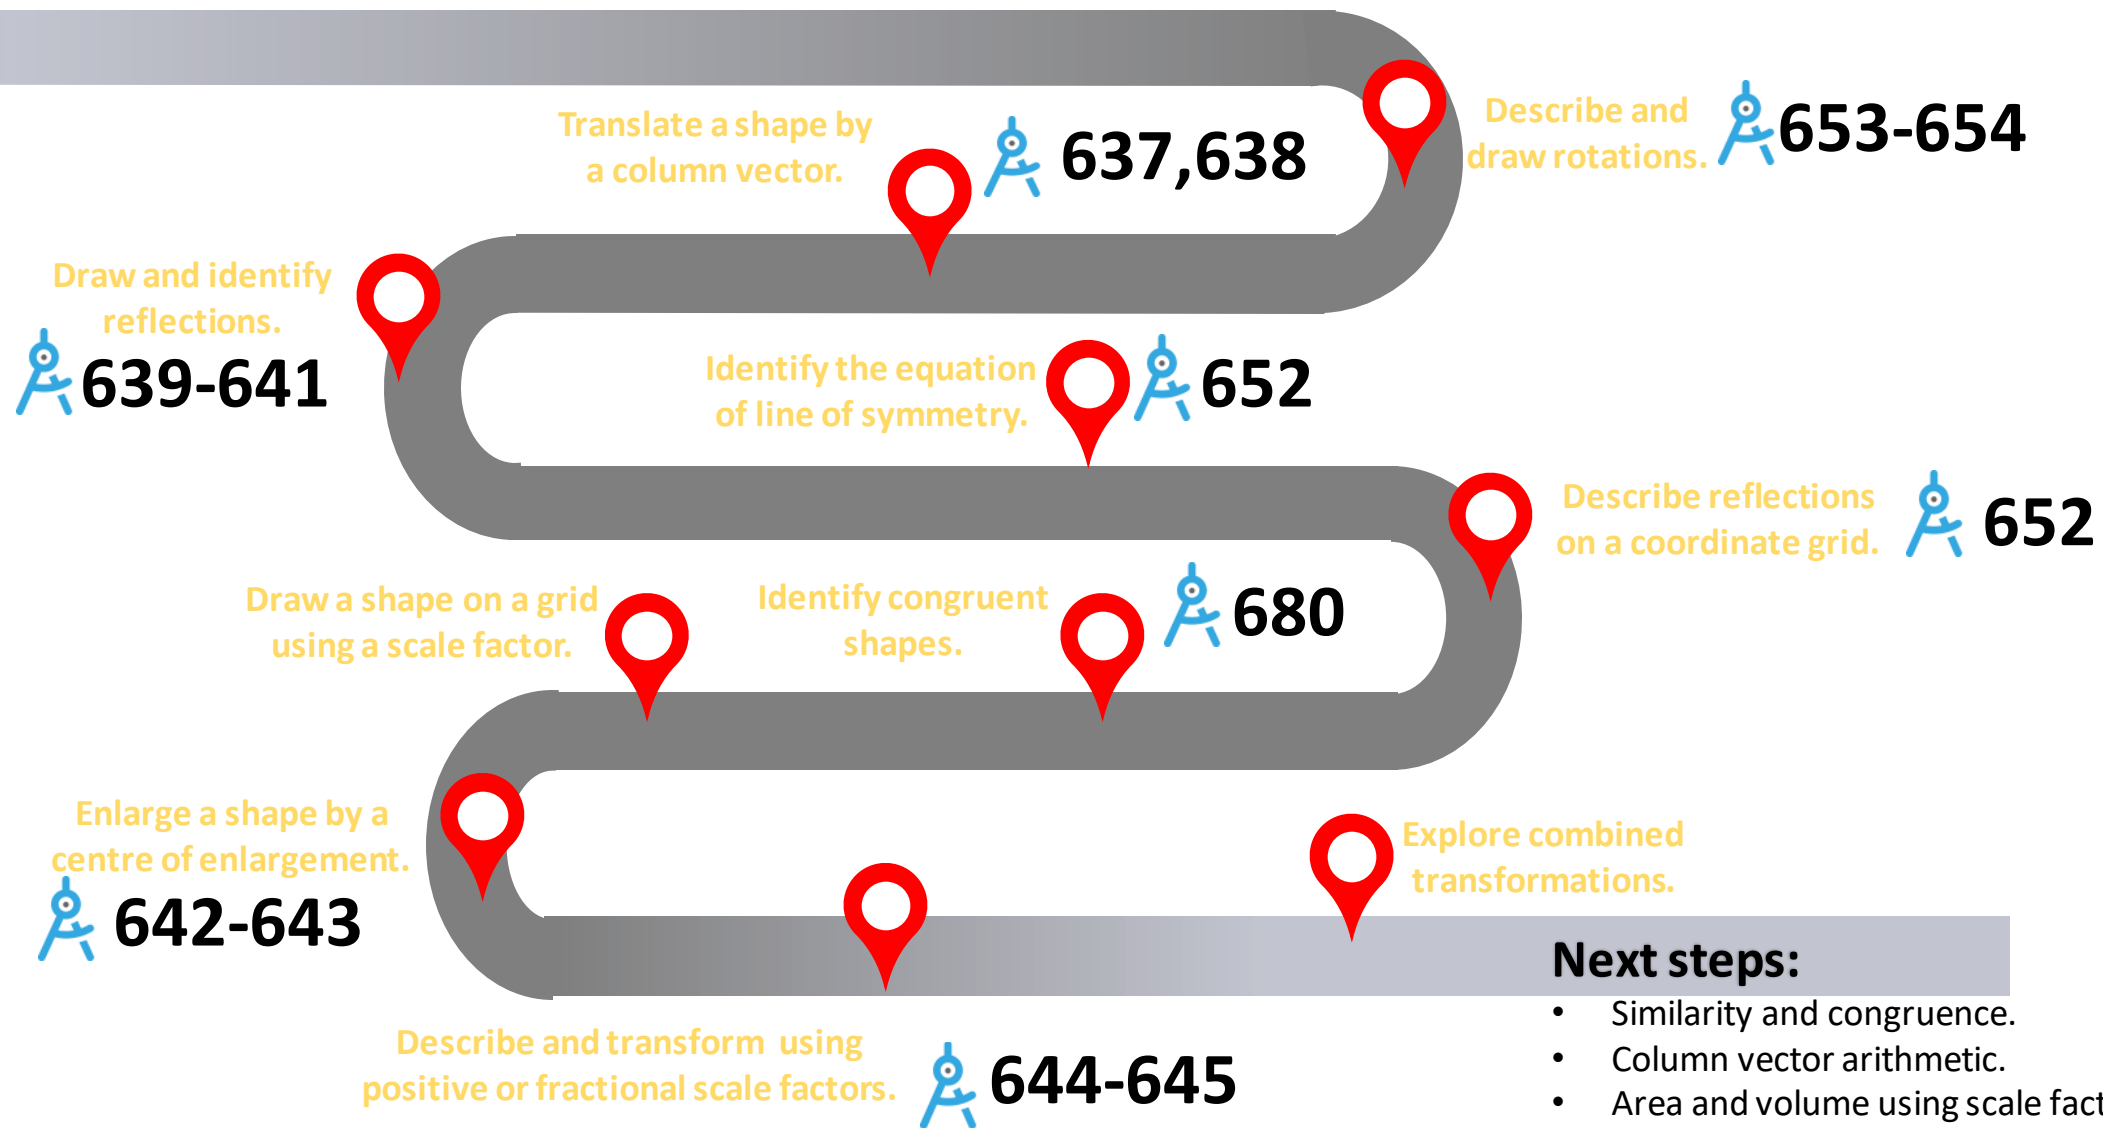 Translate a shape by
a column vector.
637,638
Describe and
draw rotations.
653-654
Draw and identify
reflections.
639-641
Identify the equation
of line of symmetry.
652
Describe reflections
on a coordinate grid.
652
Draw a shape on a grid
using a scale factor.
Identify congruent
shapes.
680
Enlarge a shape by a
centre of enlargement.
642-643
Explore combined
transformations.
Describe and transform using
positive or fractional scale factors.
644-645
Next steps:
• Similarity and congruence.
• Column vector arithmetic.
• Area and volume using scale fact